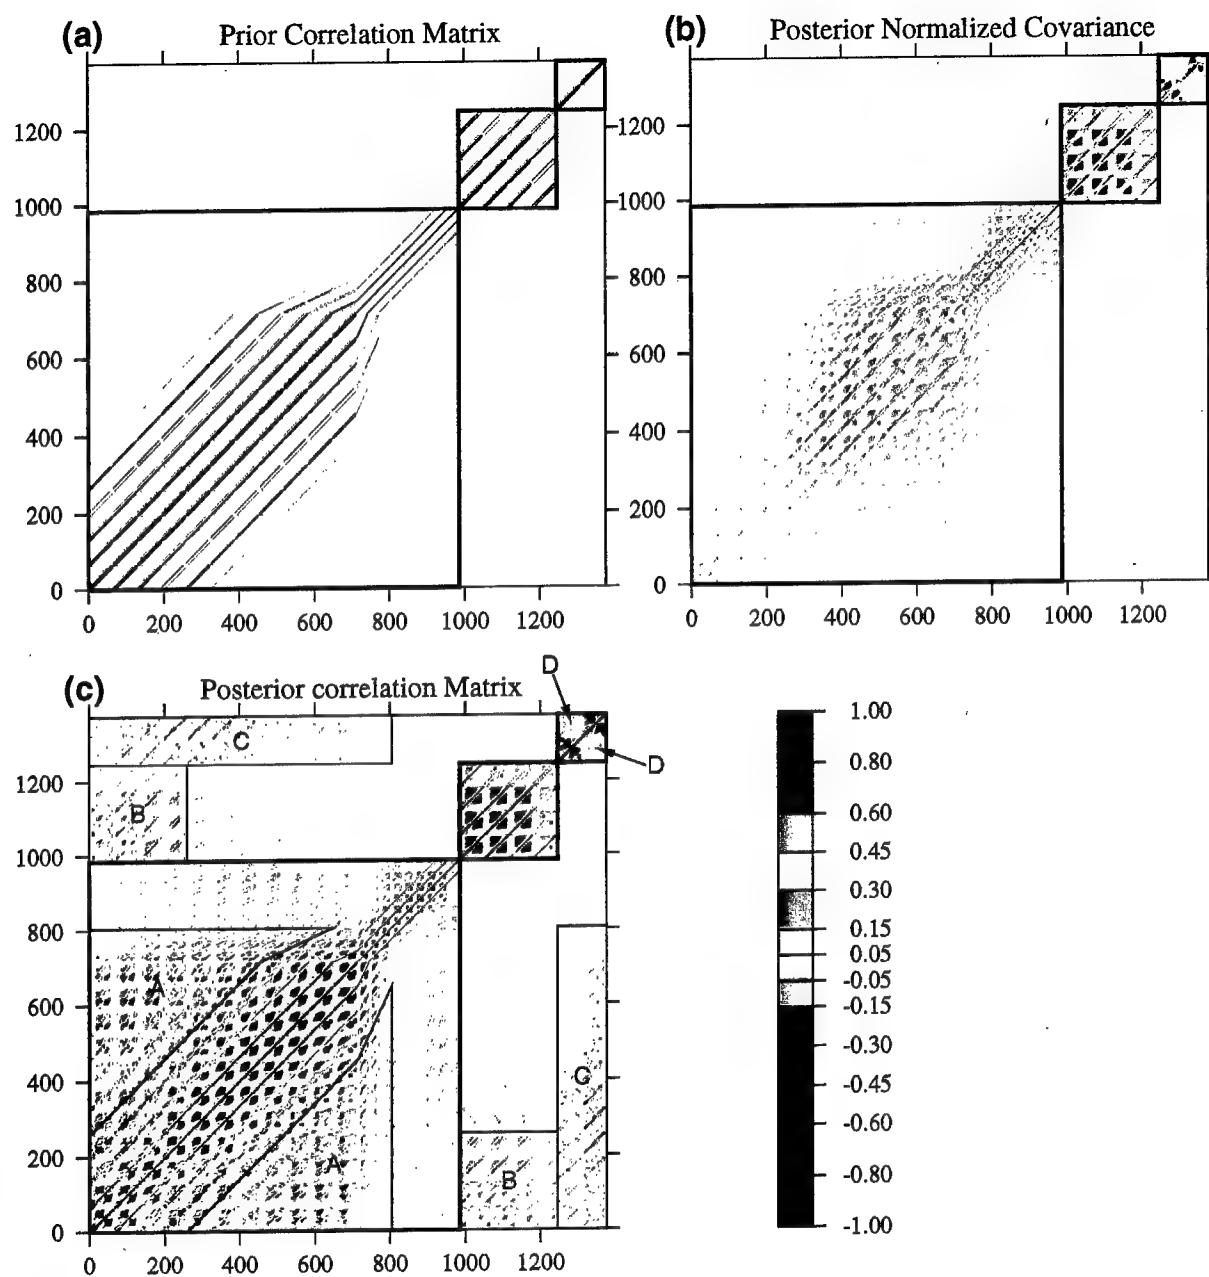 (a) Prior Correlation Matrix
(b) Posterior Normalized Covariance
1200
1000
800
600
400
200
0
0 200 400 600 800 1000 1200
1200
1000
800
600
400
200
0
0 200 400 600 800 1000 1200
(c) Posterior correlation Matrix
D
D
C
B
A
A
B
C
1200
1000
800
600
400
200
0
0 200 400 600 800 1000 1200
1.00
0.80
0.60
0.45
0.30
0.15
0.05
-0.05
-0.15
-0.30
-0.45
-0.60
-0.80
-1.00